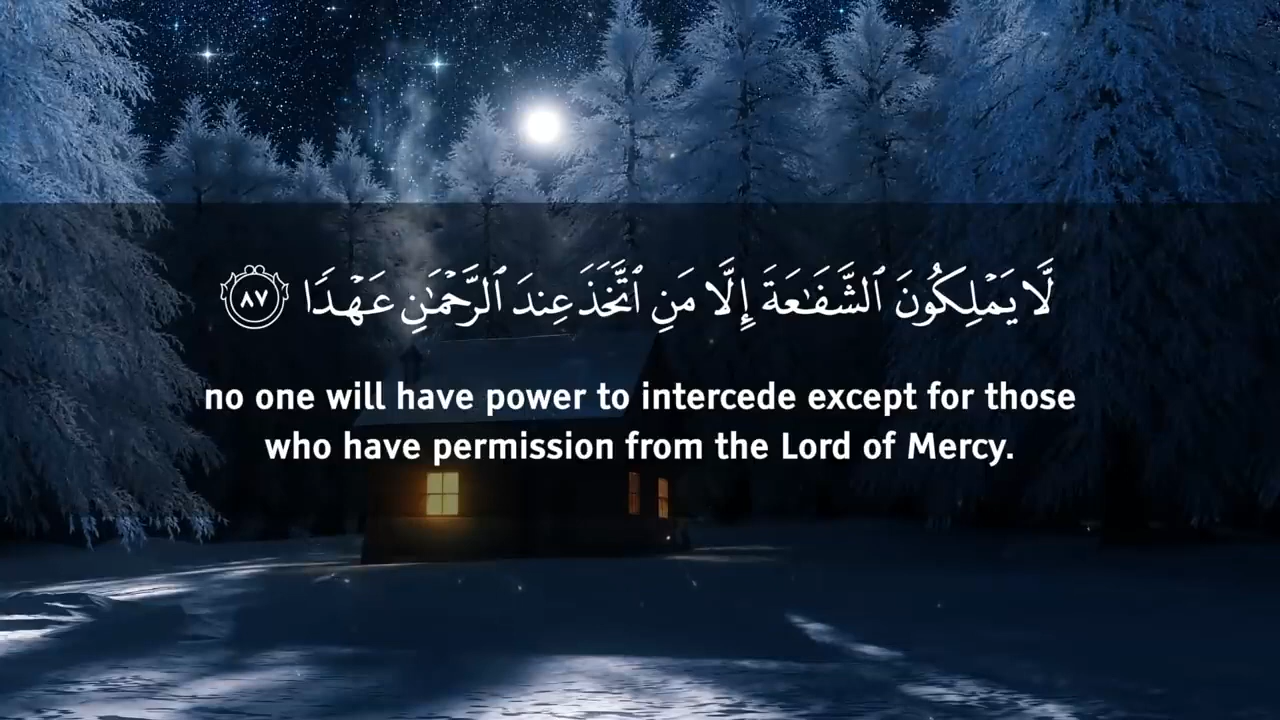 لَّا يَمْلِكُونَ ٱلشَّفَـٰعَةَ إِلَّا مَنِ ٱتَّخَذَ عِندَ ٱلرَّحْمَـٰنِ عَهْدًا ٨٧
no one will have power to intercede except for those
who have permission from the Lord of Mercy.